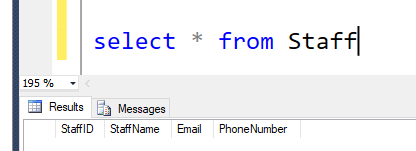 select * from Staff
195 %
Results Messages
StaffID StaffName Email PhoneNumber